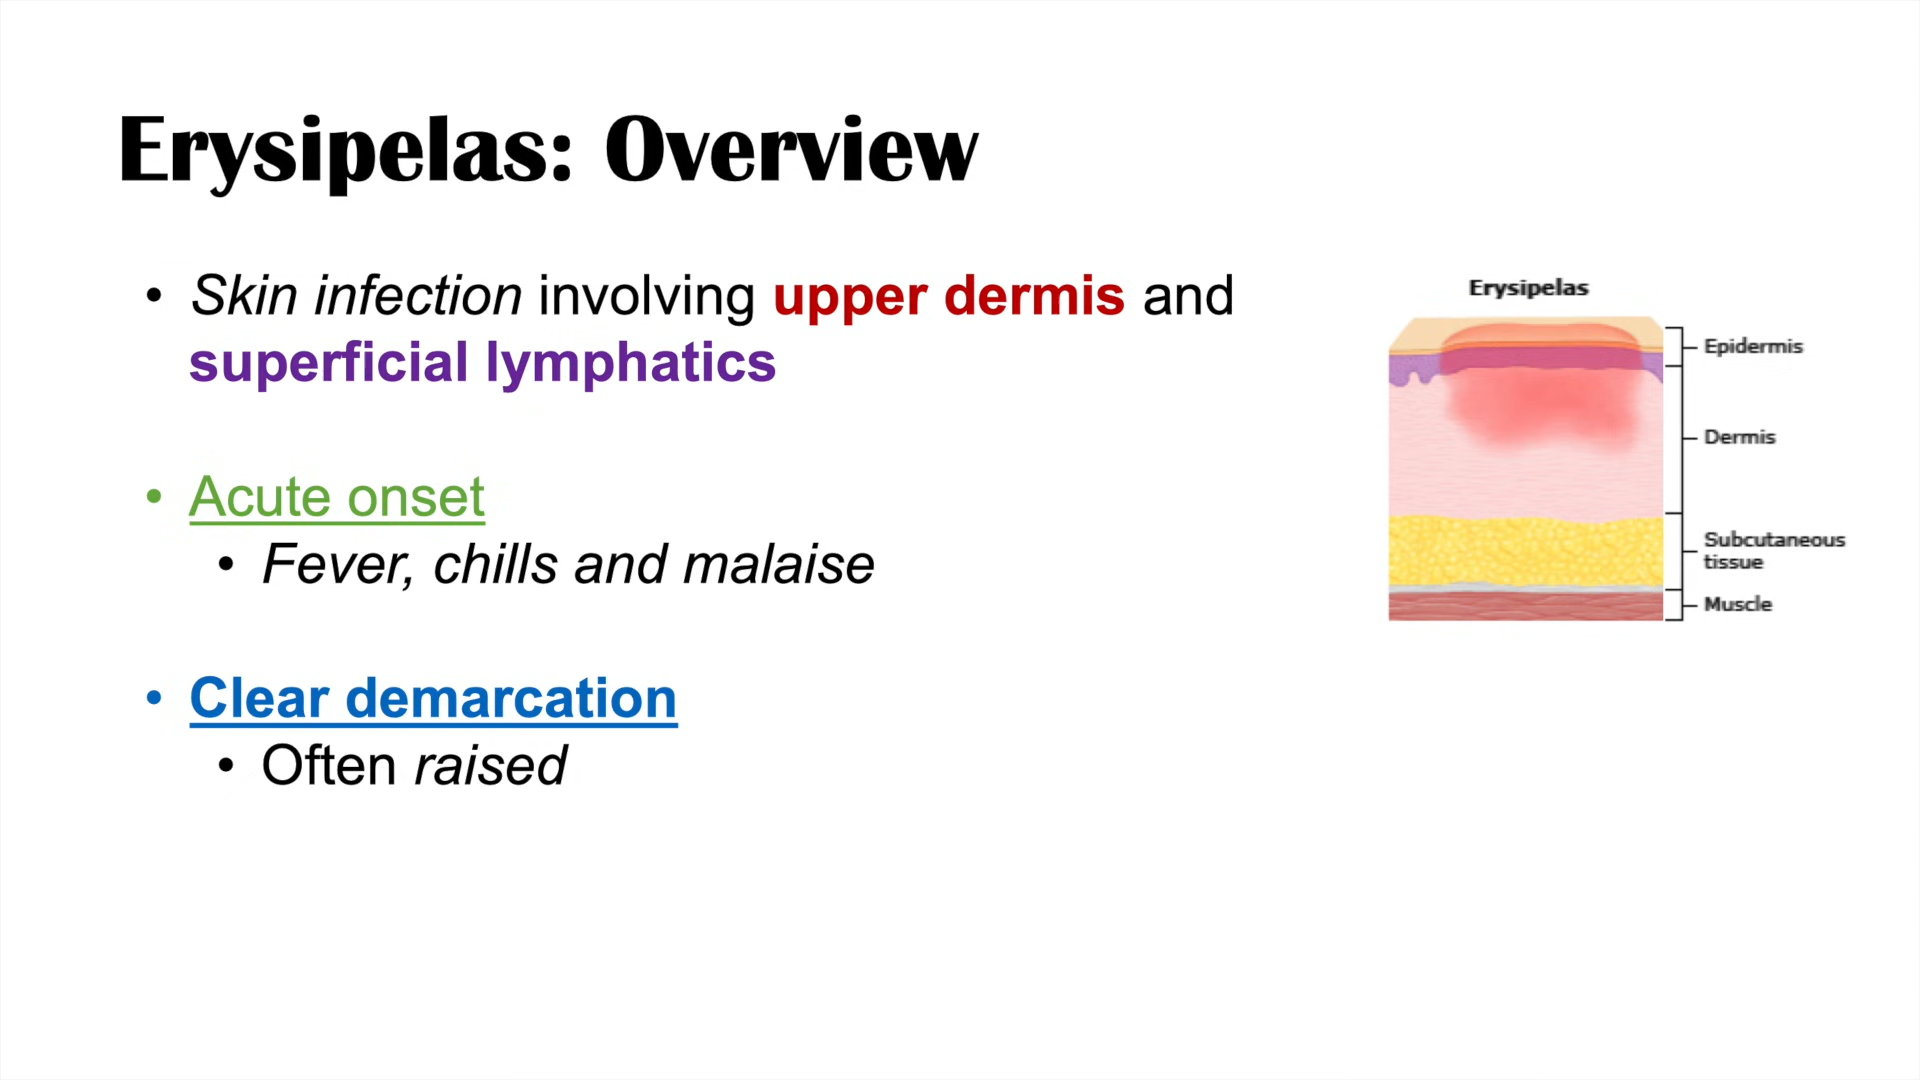 Erysipelas: Overview
• Skin infection involving upper dermis and
superficial lymphatics
• Acute onset
• Fever, chills and malaise
• Clear demarcation
• Often raised
Erysipelas
Epidermis
Dermis
Subcutaneous
tissue
Muscle